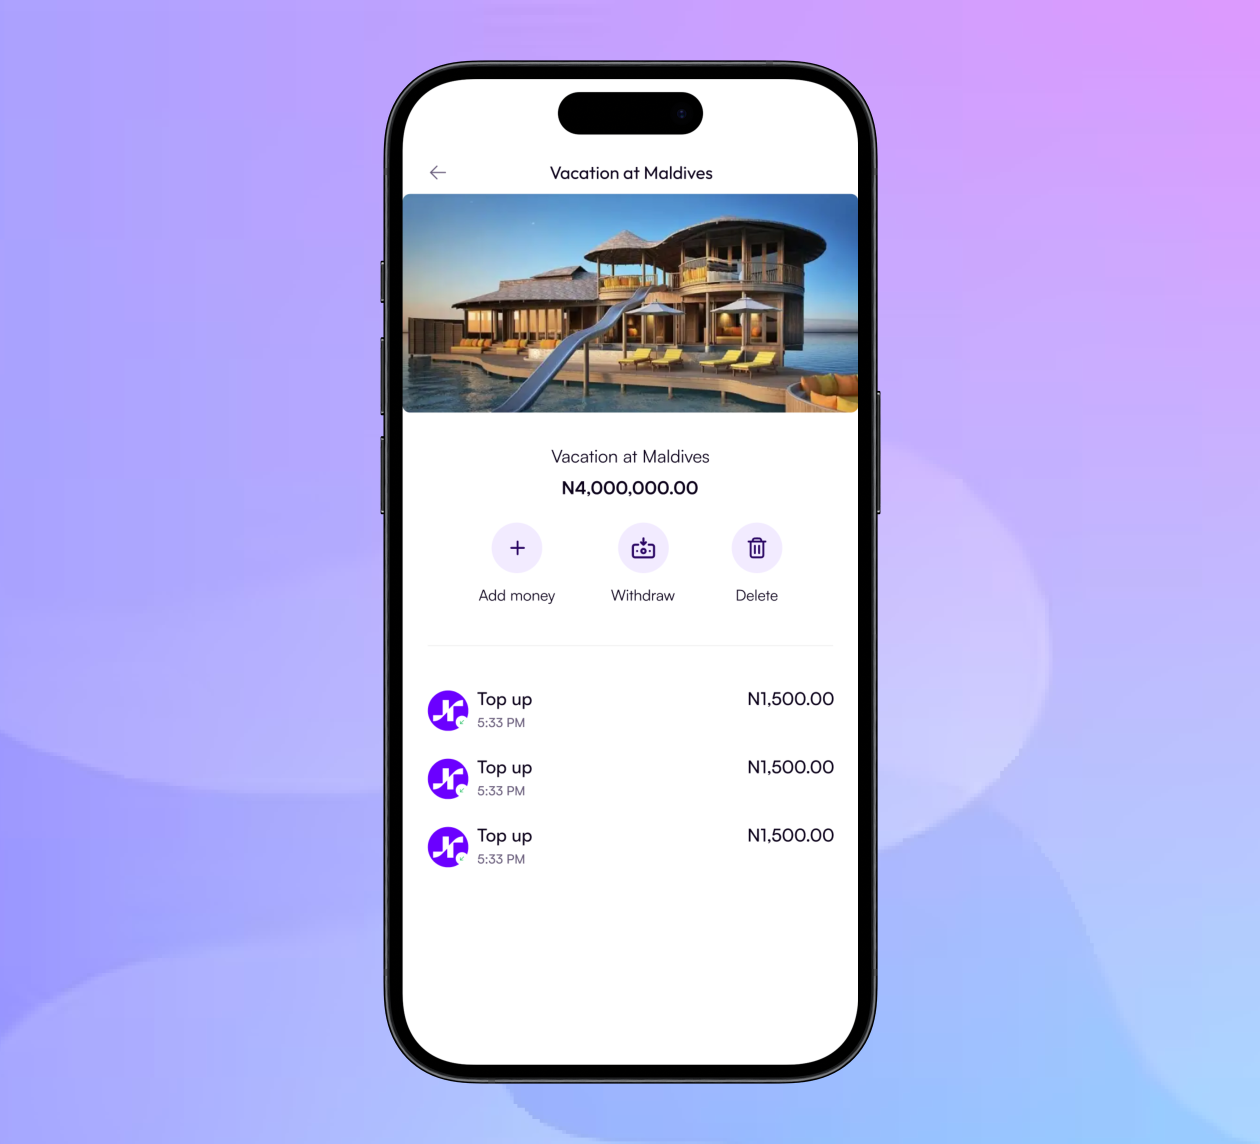 Vacation at Maldives
Vacation at Maldives
N4,000,000.00
Add money Withdraw Delete
Top up N1,500.00
5:33 PM
Top up N1,500.00
5:33 PM
Top up N1,500.00
5:33 PM